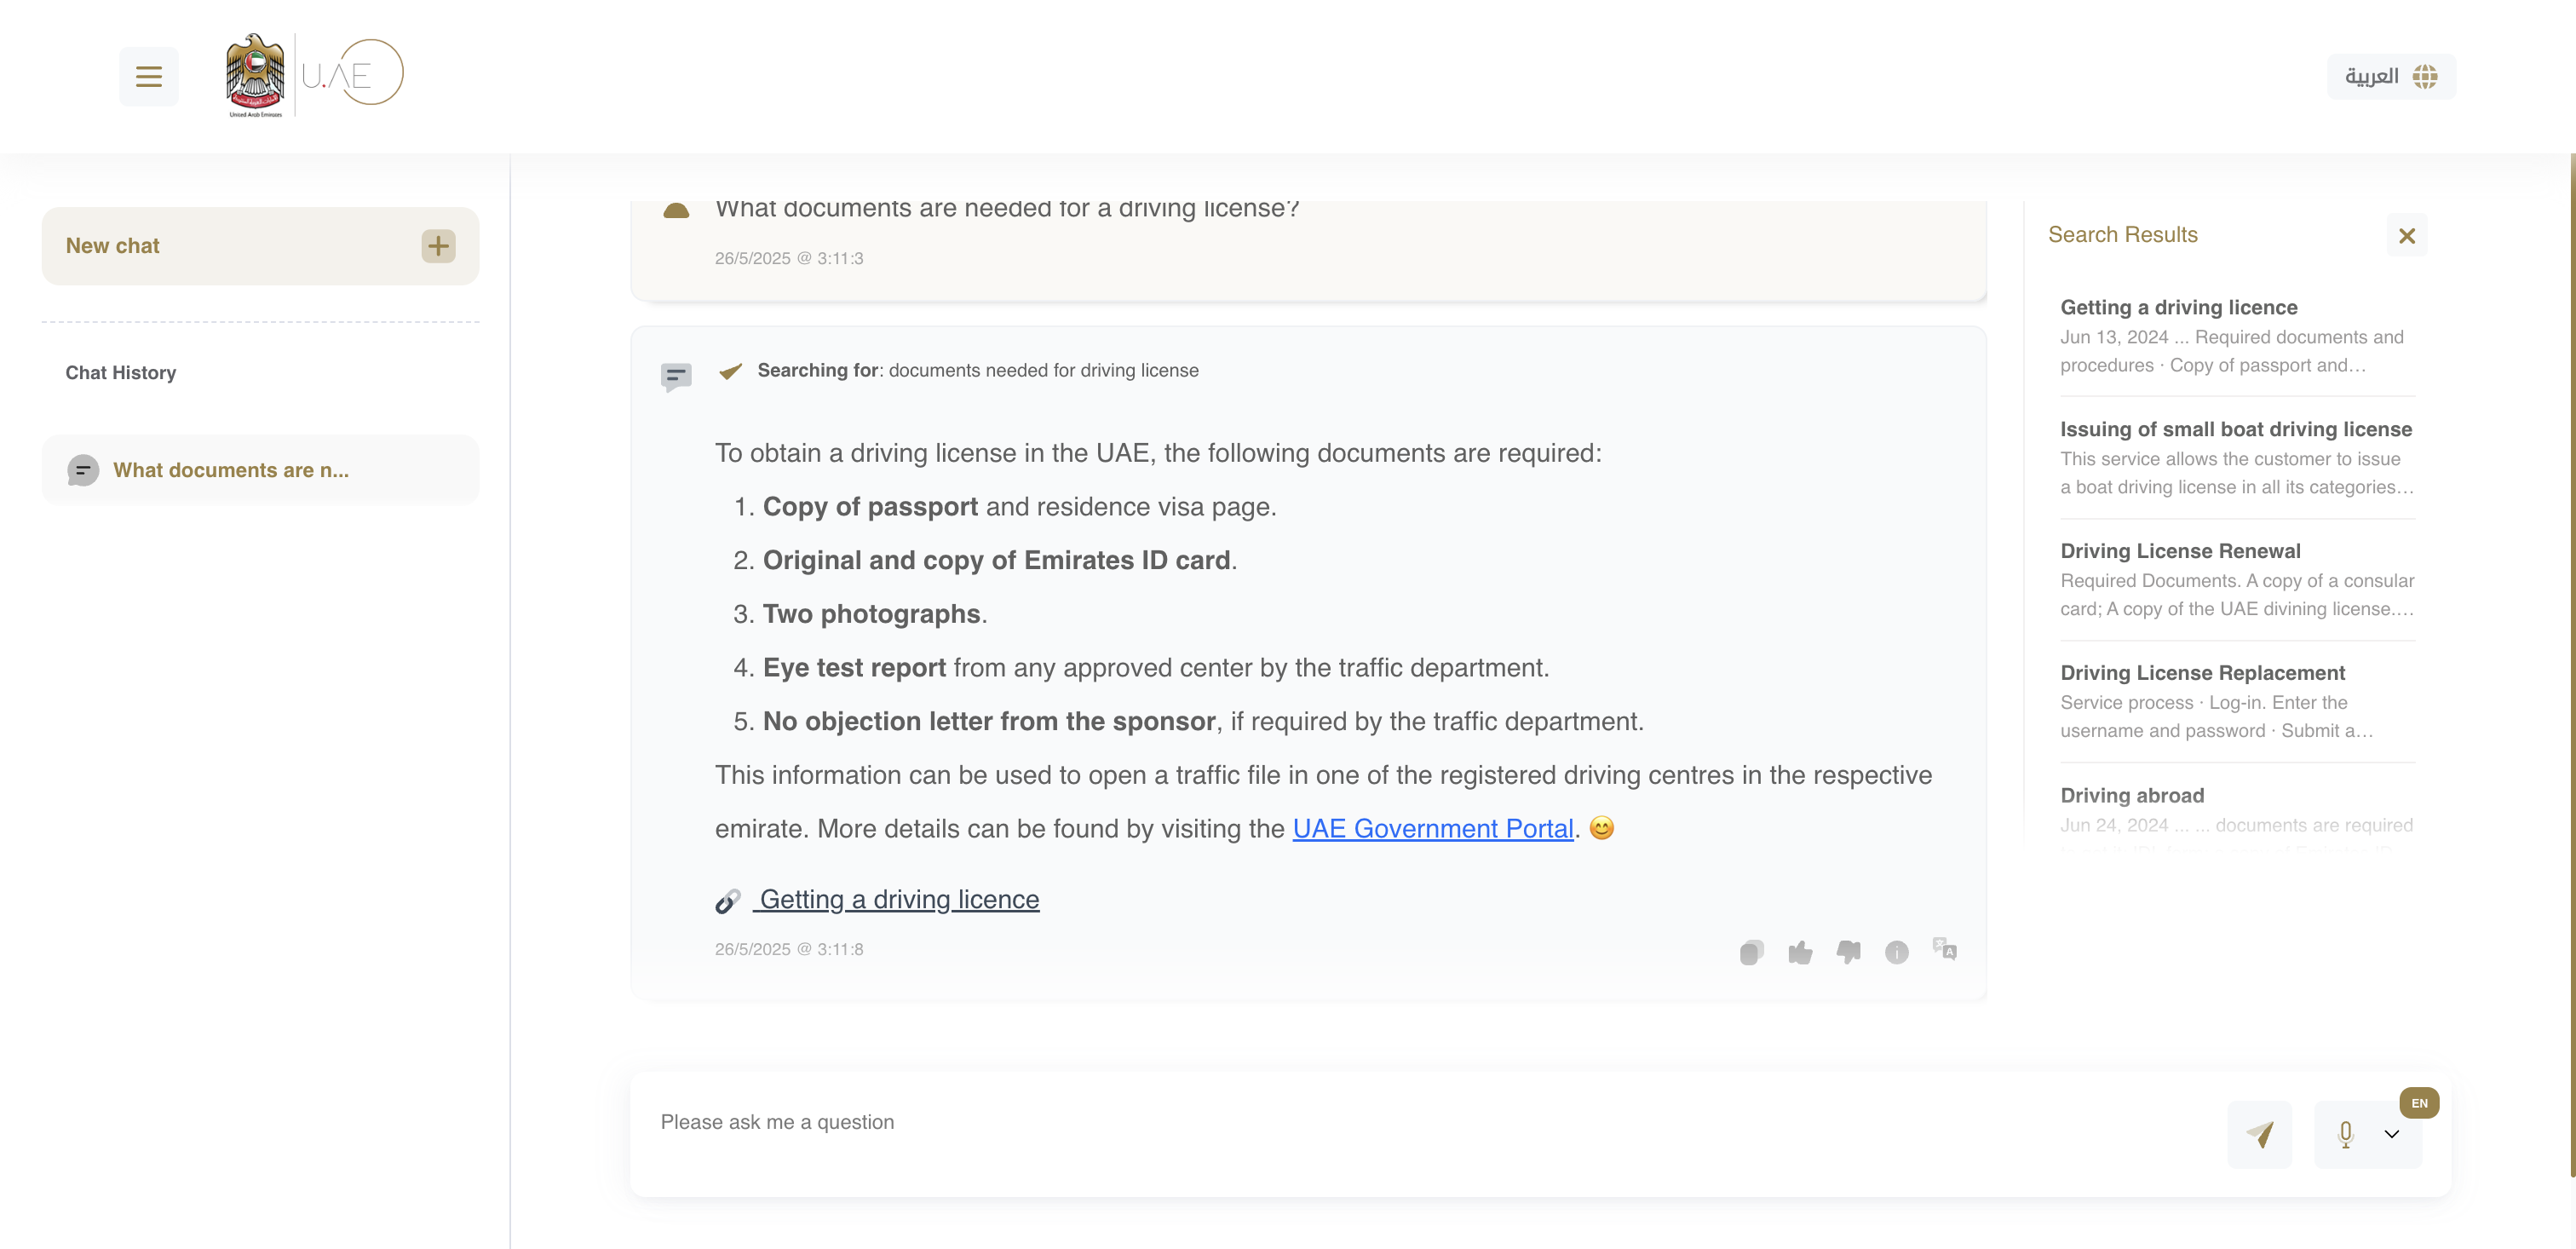 United Arab Emirates
U.AE
العربية
New chat
Chat History
What documents are n...
What documents are needed for a driving license?
26/5/2025 @ 3:11:3
Searching for: documents needed for driving license
To obtain a driving license in the UAE, the following documents are required:
1. Copy of passport and residence visa page.
2. Original and copy of Emirates ID card.
3. Two photographs.
4. Eye test report from any approved center by the traffic department.
5. No objection letter from the sponsor, if required by the traffic department.
This information can be used to open a traffic file in one of the registered driving centres in the respective
emirate. More details can be found by visiting the UAE Government Portal. 😊
Getting a driving licence
26/5/2025 @ 3:11:8
Search Results
Getting a driving licence
Jun 13, 2024 ... Required documents and
procedures · Copy of passport and...
Issuing of small boat driving license
This service allows the customer to issue
a boat driving license in all its categories...
Driving License Renewal
Required Documents. A copy of a consular
card; A copy of the UAE divining license....
Driving License Replacement
Service process · Log-in. Enter the
username and password · Submit a...
Driving abroad
Jun 24, 2024 ... ... documents are required
Please ask me a question
EN